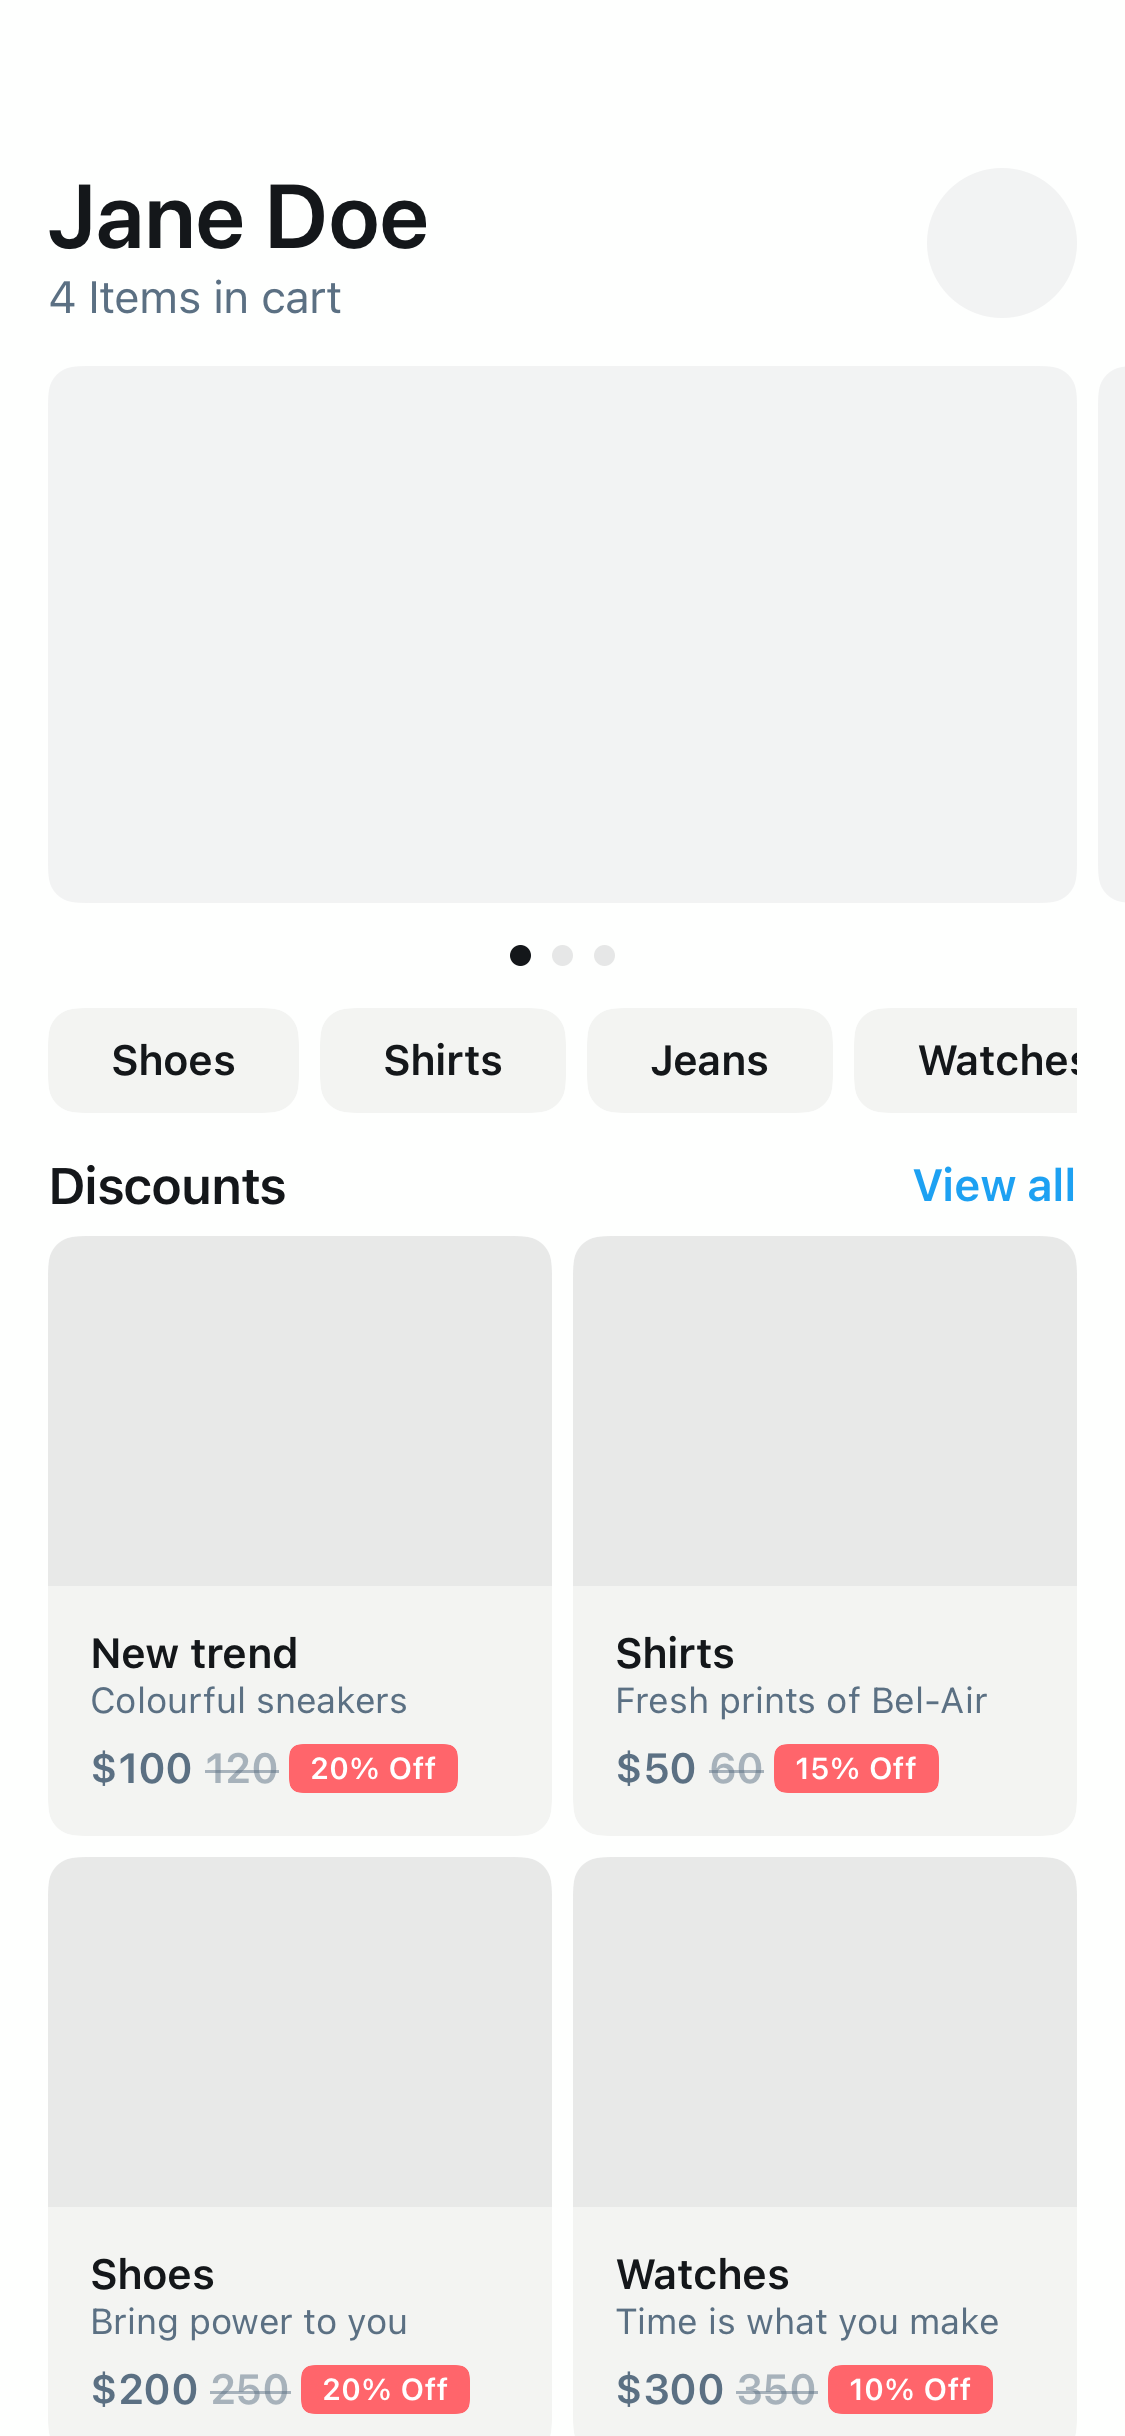 Jane Doe
4 Items in cart
Shoes
Shirts
Jeans
Watches
Discounts
View all
New trend
Colourful sneakers
$100 120 20% Off
Shirts
Fresh prints of Bel-Air
$50 60 15% Off
Shoes
Bring power to you
$200 250 20% Off
Watches
Time is what you make
$300 350 10% Off